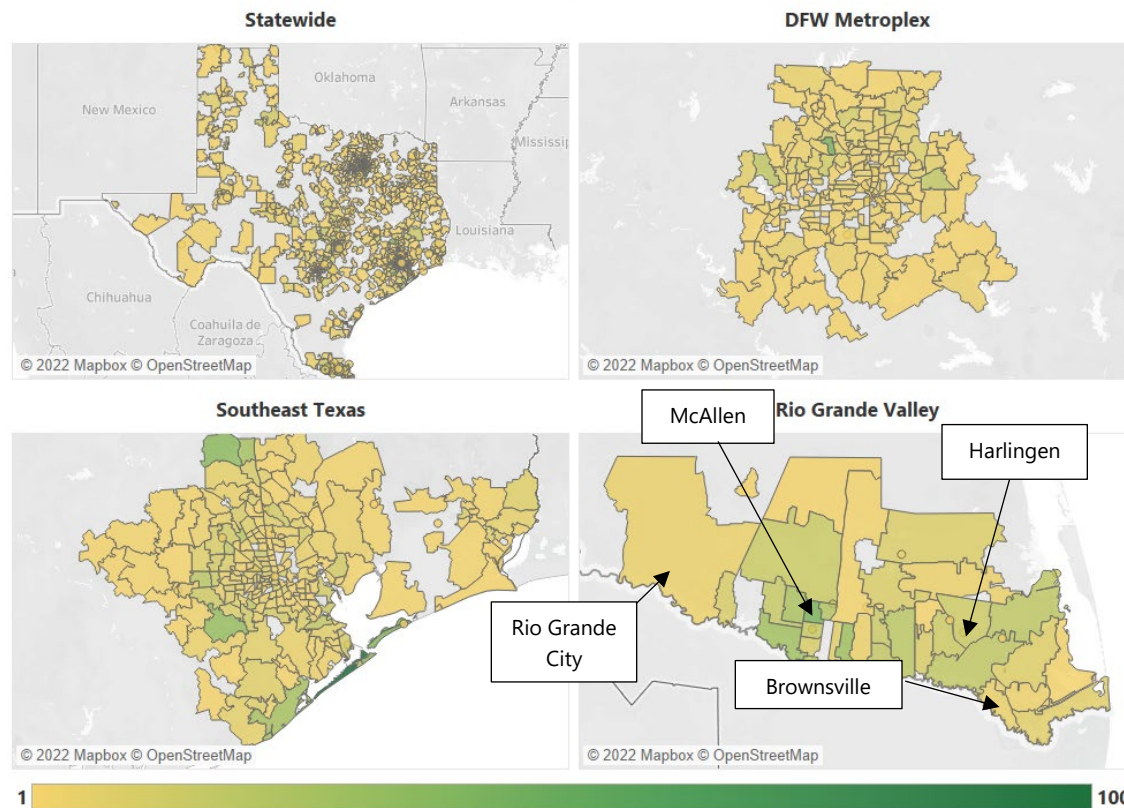 Statewide
DFW Metroplex
Oklahoma
New Mexico
Arkansas
Mississip
Louisiana
Chihuahua
Coahuila de
Zaragoza
© 2022 Mapbox © OpenStreetMap
© 2022 Mapbox © OpenStreetMap
Southeast Texas
McAllen
Rio Grande Valley
Harlingen
Rio Grande
City
Brownsville
© 2022 Mapbox © OpenStreetMap
© 2022 Mapbox © OpenStreetMap
1
100